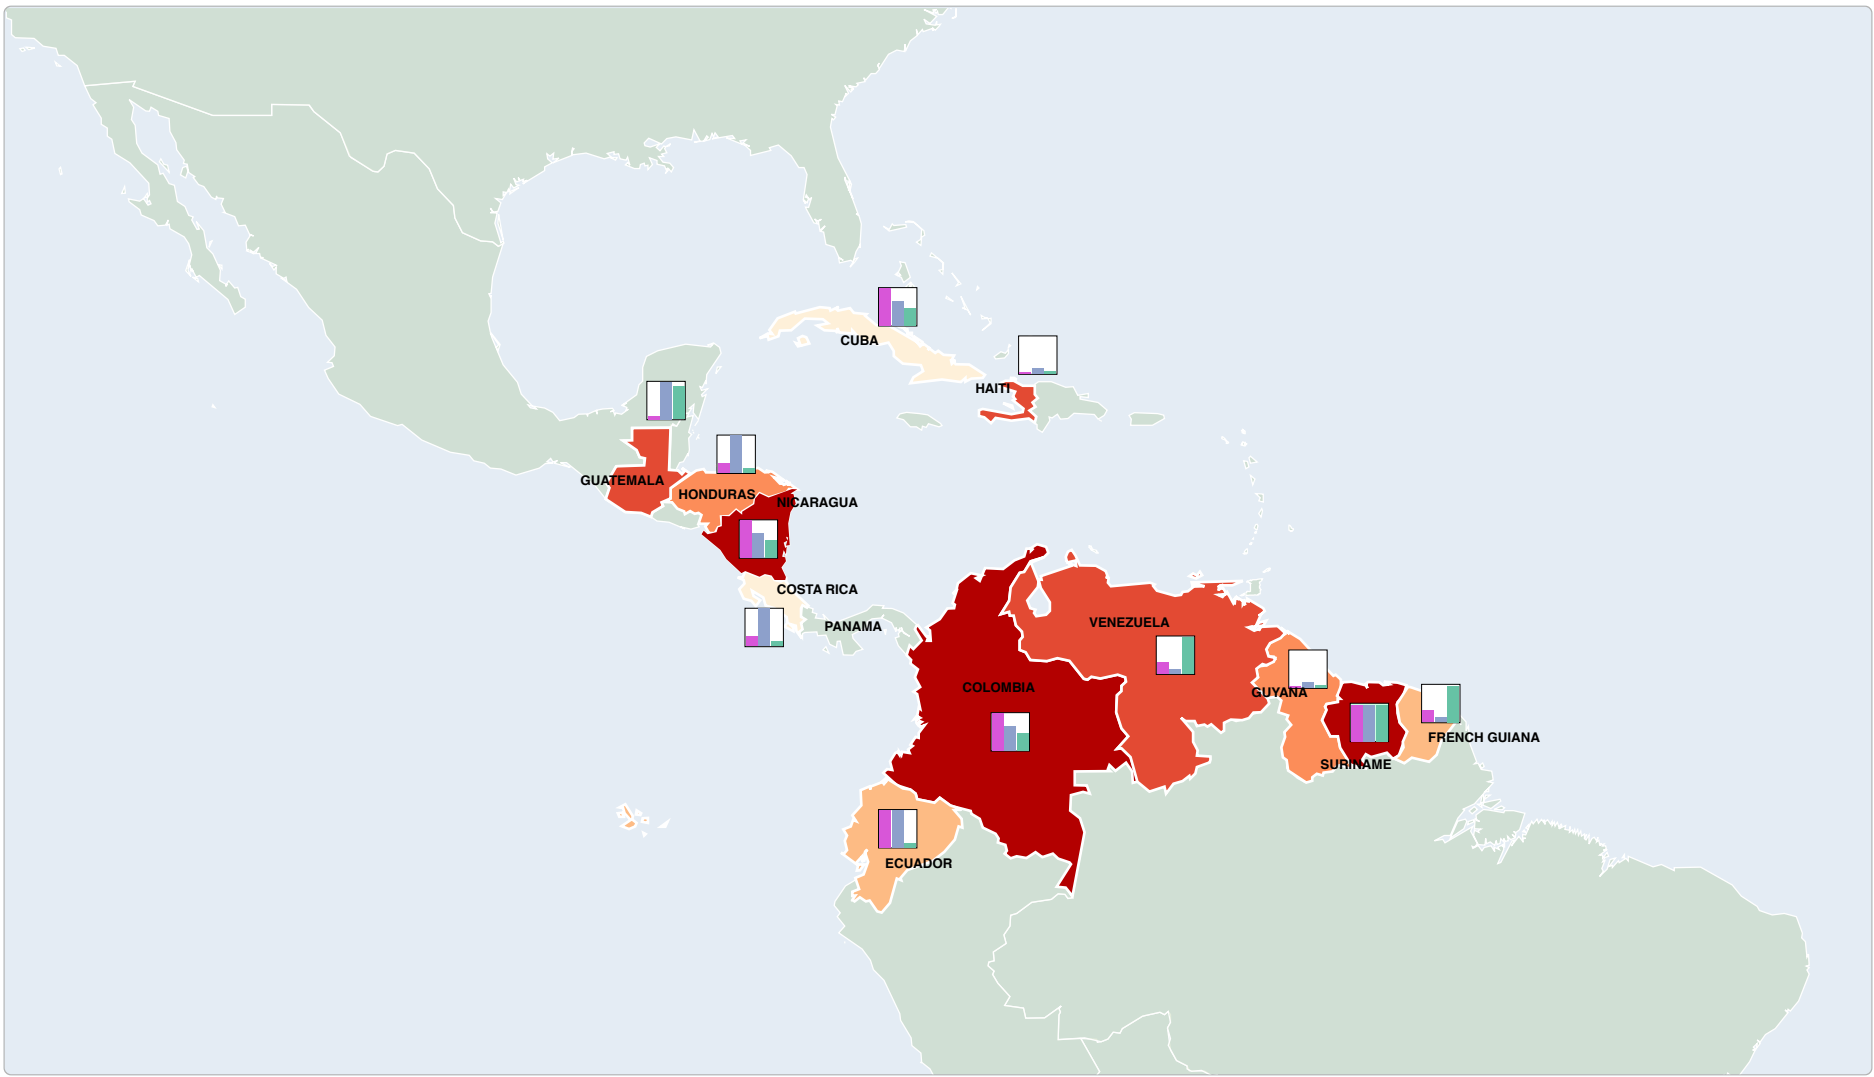 CUBA
HAITI
GUATEMALA
HONDURAS
NICARAGUA
COSTA RICA
PANAMA
VENEZUELA
COLOMBIA
GUYANA
FRENCH GUIANA
SURINAME
ECUADOR